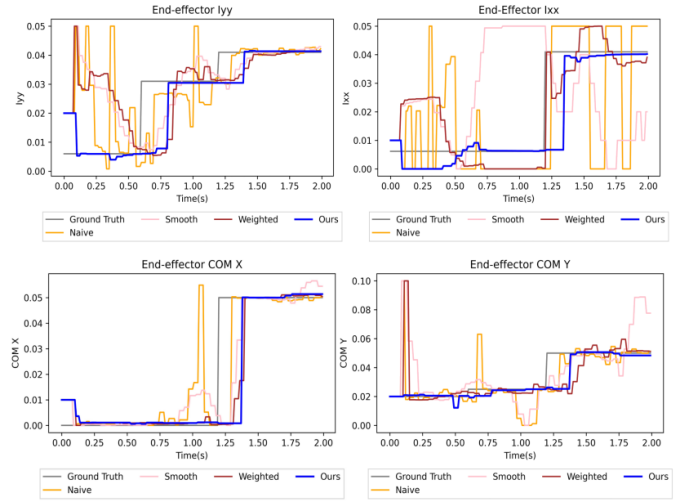 End-effector Iyy
0.05
0.04
0.03
0.02
0.01
0.00
Iyy
0.00 0.25 0.50 0.75 1.00 1.25 1.50 1.75 2.00
Time(s)
Ground Truth Smooth Weighted Ours
Naive
End-effector Ixx
0.05
0.04
0.03
0.02
0.01
0.00
Ixx
0.00 0.25 0.50 0.75 1.00 1.25 1.50 1.75 2.00
Time(s)
Ground Truth Smooth Weighted Ours
Naive
End-effector COM X
0.05
0.04
0.03
0.02
0.01
0.00
COM X
0.00 0.25 0.50 0.75 1.00 1.25 1.50 1.75 2.00
Time(s)
Ground Truth Smooth Weighted Ours
Naive
End-effector COM Y
0.10
0.08
0.06
0.04
0.02
0.00
COM Y
0.00 0.25 0.50 0.75 1.00 1.25 1.50 1.75 2.00
Time(s)
Ground Truth Smooth Weighted Ours
Naive